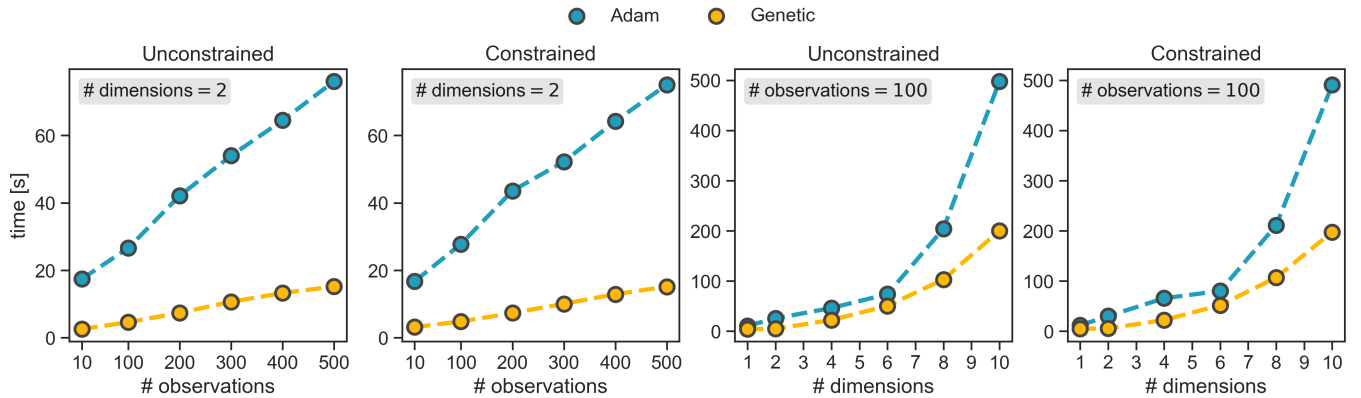 Adam Genetic
Unconstrained
# dimensions = 2
time [s]
60
40
20
0
10 100 200 300 400 500
# observations
Constrained
# dimensions = 2
60
40
20
0
10 100 200 300 400 500
# observations
Unconstrained
# observations = 100
500
400
300
200
100
0
1 2 3 4 5 6 7 8 9 10
# dimensions
Constrained
# observations = 100
500
400
300
200
100
0
1 2 3 4 5 6 7 8 9 10
# dimensions